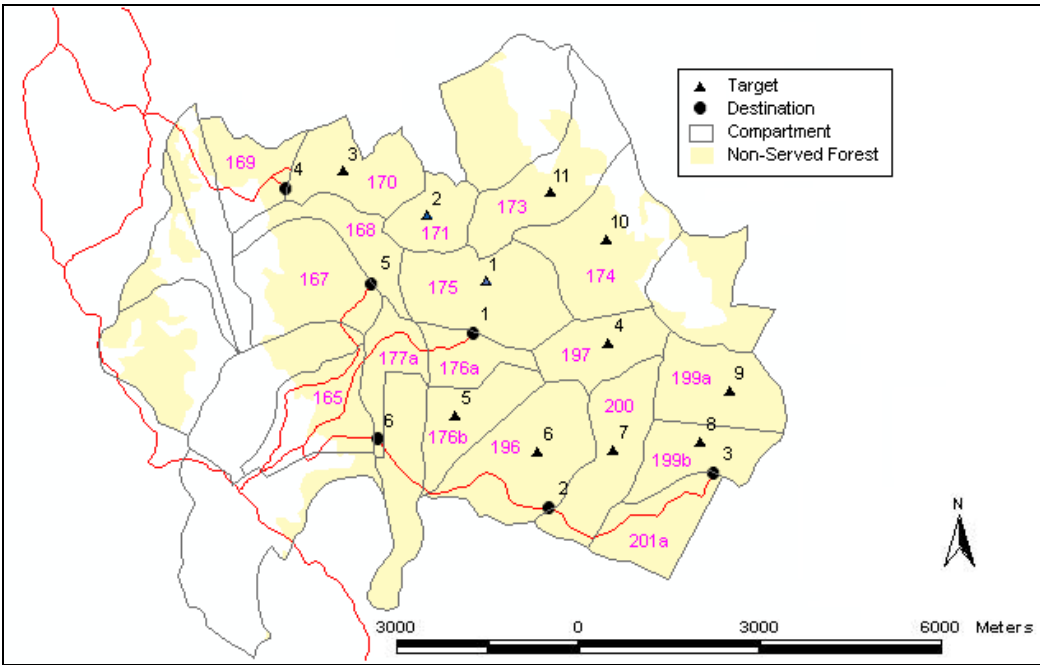 Target
Destination
Compartment
Non-Served Forest
3
4
169
170
11
2
173
10
171
168
5
1
167
175
174
1
4
177a
176a
197
199a
9
165
5
200
6
8
176b
6
7
196
199b
3
2
201a
N
3000 0 3000 6000 Meters